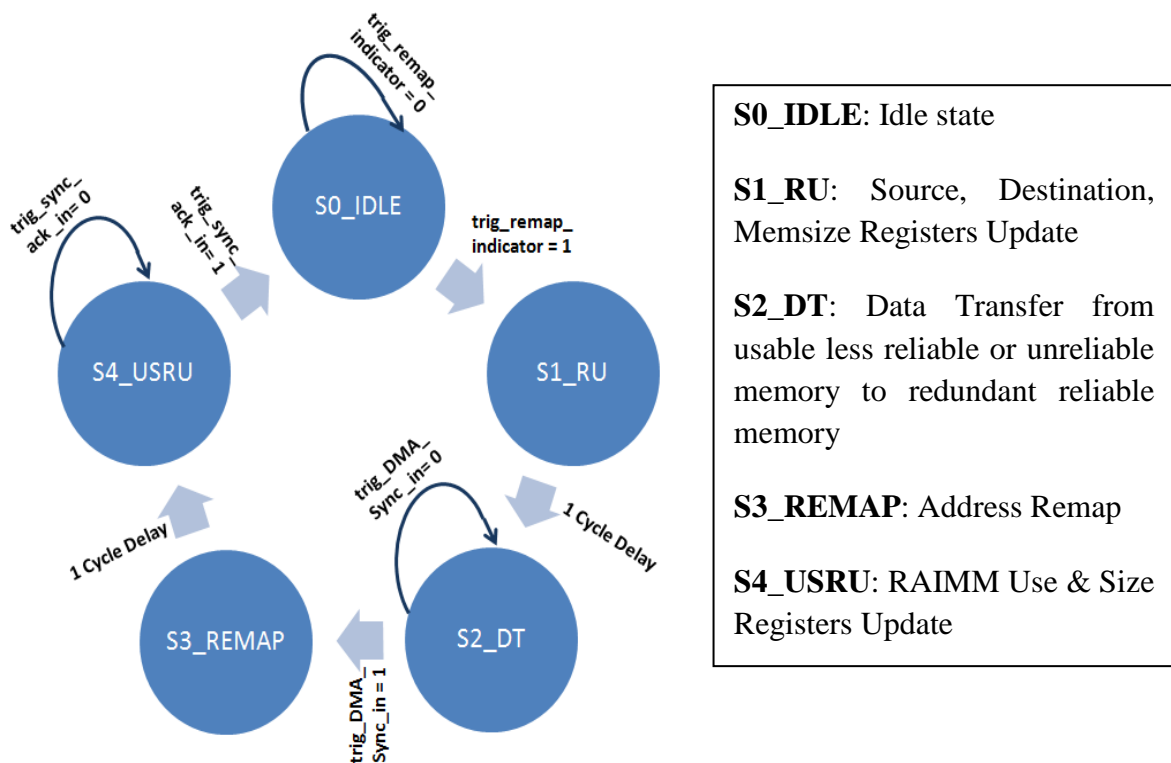 trig_remap_
indicator = 0
S0_IDLE
trig_remap_
indicator = 1
S1_RU
1 Cycle Delay
trig_DMA_
Sync_in= 0
S2_DT
trig_DMA_
Sync_in = 1
S3_REMAP
1 Cycle Delay
S4_USRU
trig_sync_
ack_in= 0
trig_sync_
ack_in= 1
S0_IDLE: Idle state
S1_RU: Source, Destination,
Memsize Registers Update
S2_DT: Data Transfer from
usable less reliable or unreliable
memory to redundant reliable
memory
S3_REMAP: Address Remap
S4_USRU: RAIMM Use & Size
Registers Update